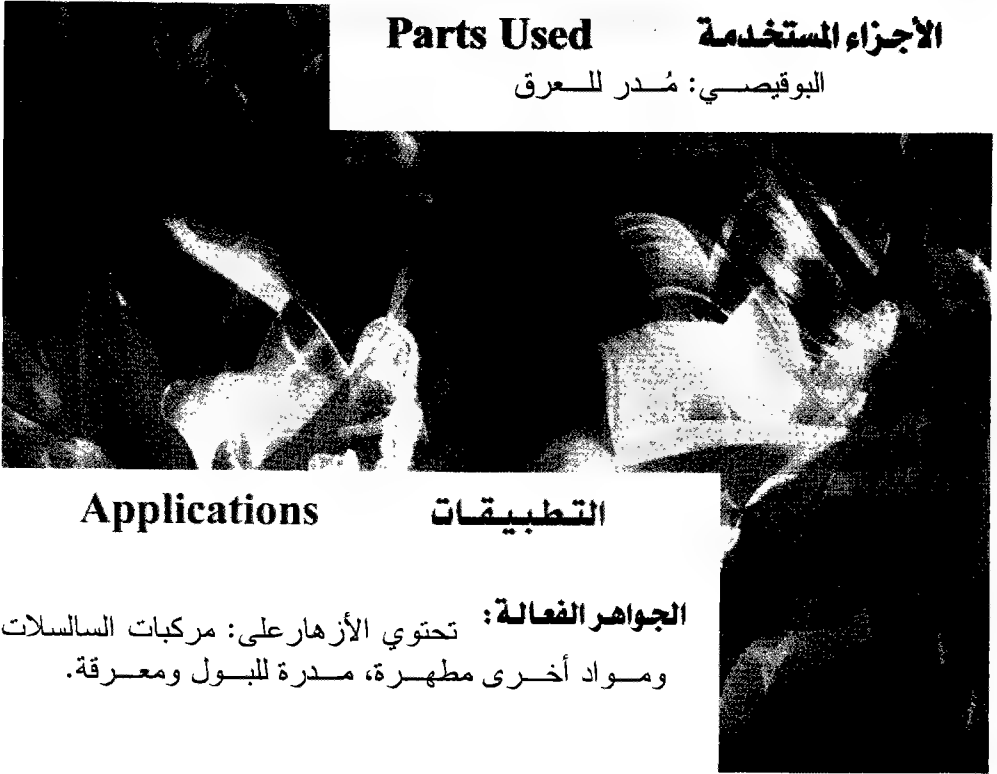 الأجزاء المستخدمة Parts Used
البوقيصي: مُدر للعرق
التطبيقات Applications
الجواهر الفعالة: تحتوي الأزهار على: مركبات السالسلات
ومواد أخرى مطهرة، مدرة للبول ومعرقة.